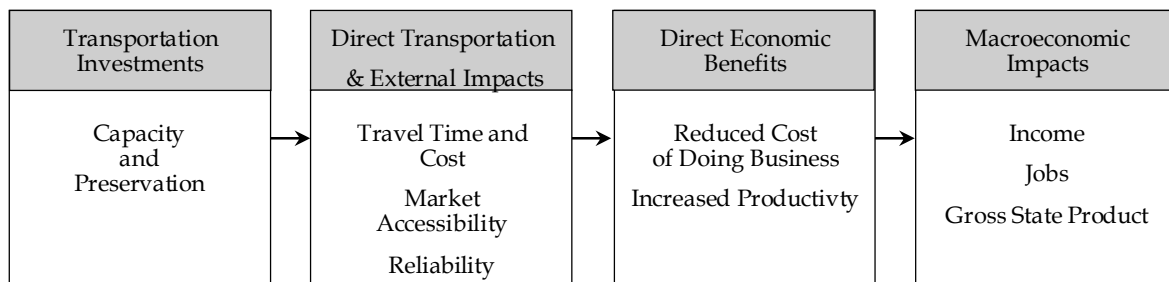 Transportation
Investments
Capacity
and
Preservation
Direct Transportation
& External Impacts
Travel Time and
Cost
Market
Accessibility
Reliability
Direct Economic
Benefits
Reduced Cost
of Doing Business
Increased Productivty
Macroeconomic
Impacts
Income
Jobs
Gross State Product